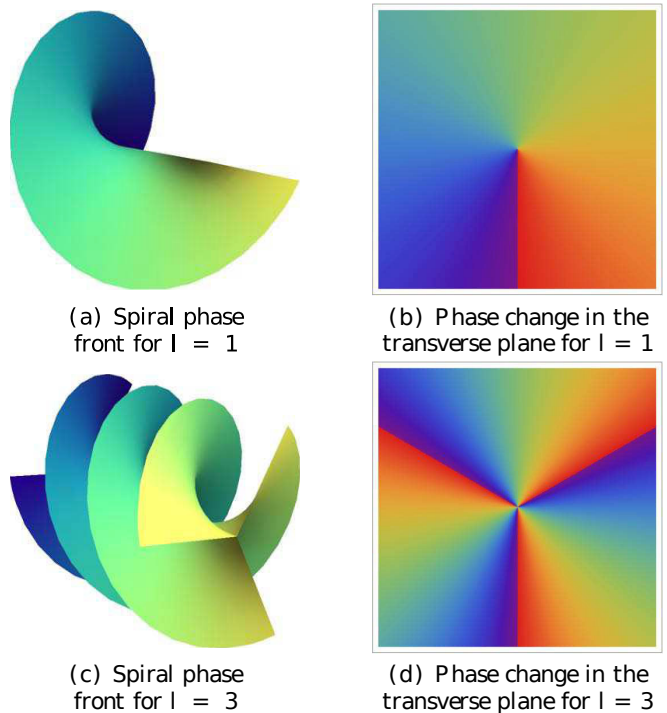 (a) Spiral phase
front for l = 1
(b) Phase change in the
transverse plane for l = 1
(c) Spiral phase
front for l = 3
(d) Phase change in the
transverse plane for l = 3